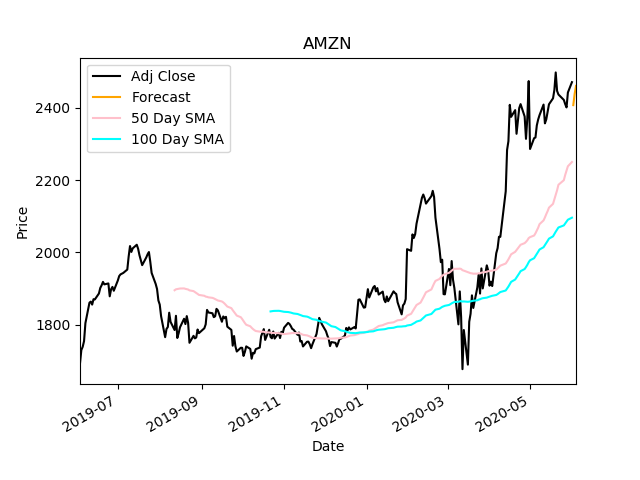 AMZN
Adj Close
Forecast
50 Day SMA
100 Day SMA
Price
2400
2200
2000
1800
2019-07
2019-09
2019-11
2020-01
2020-03
2020-05
Date